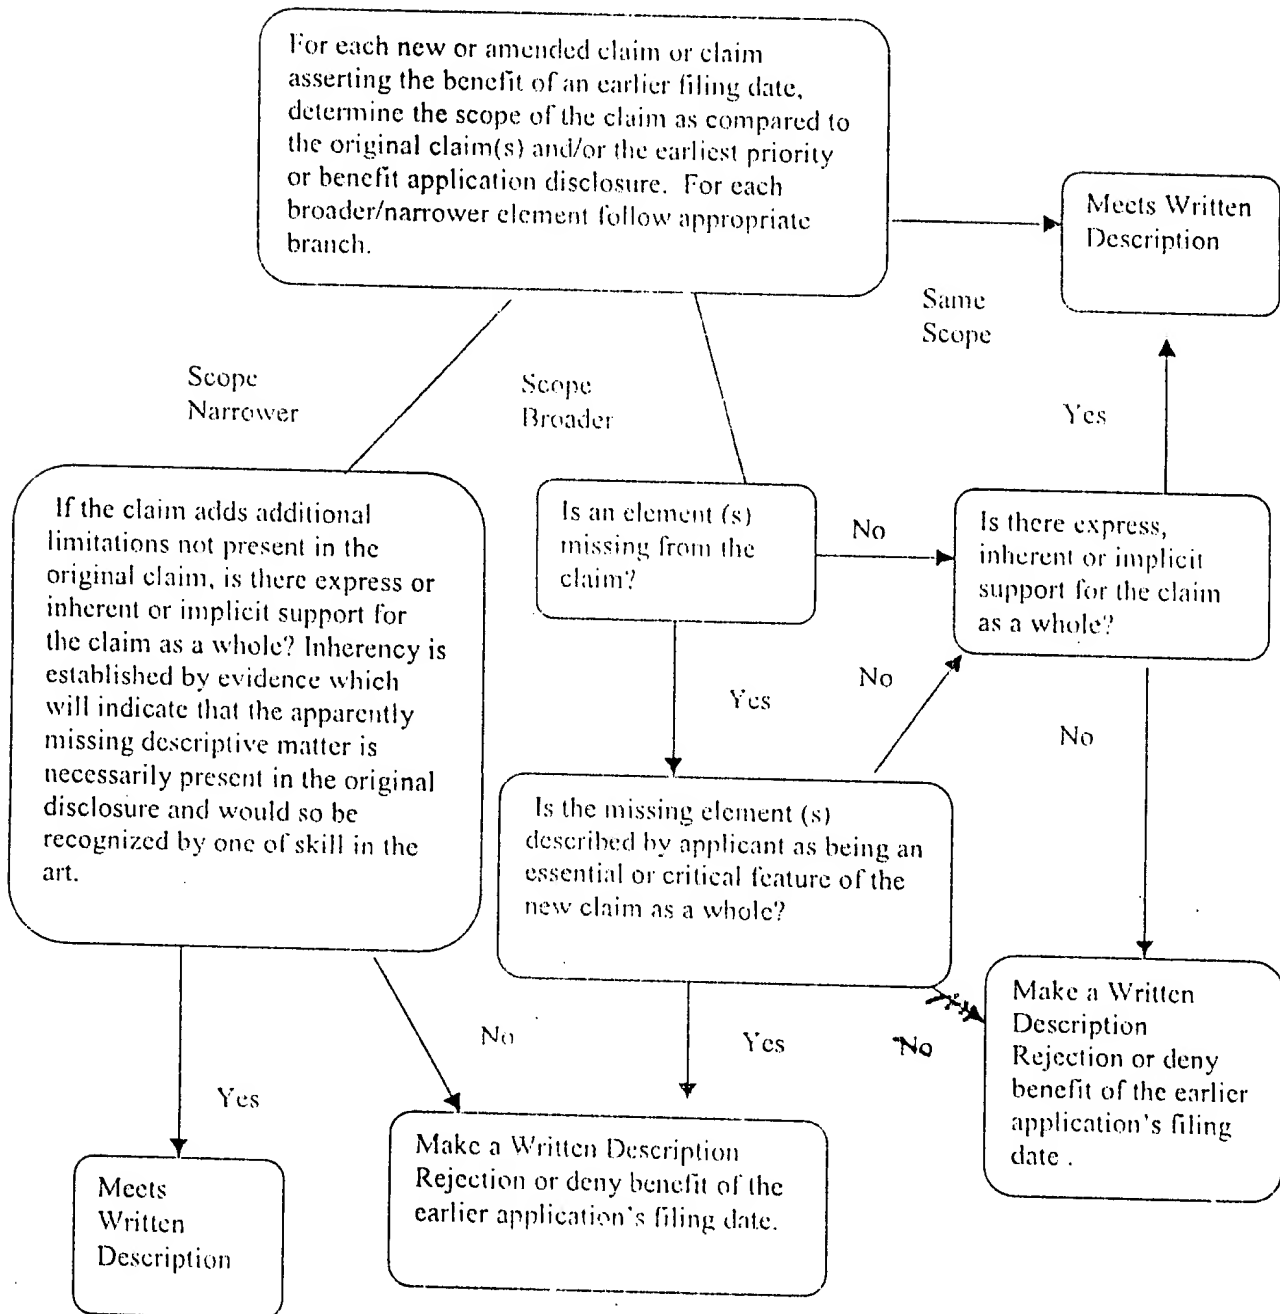 For each new or amended claim or claim
asserting the benefit of an earlier filing date,
determine the scope of the claim as compared to
the original claim(s) and/or the earliest priority
or benefit application disclosure. For each
broader/narrower element follow appropriate
branch.
Meets Written
Description
Same
Scope
Scope
Narrower
Scope
Broader
Yes
If the claim adds additional
limitations not present in the
original claim, is there express or
inherent or implicit support for
the claim as a whole? Inherency is
established by evidence which
will indicate that the apparently
missing descriptive matter is
necessarily present in the original
disclosure and would so be
recognized by one of skill in the
art.
Is an element (s)
missing from the
claim?
No
Is there express,
inherent or implicit
support for the claim
as a whole?
Yes
No
No
Is the missing element (s)
described by applicant as being an
essential or critical feature of the
new claim as a whole?
No
Yes
No
Make a Written
Description
Rejection or deny
benefit of the earlier
application's filing
date .
Yes
Meets
Written
Description
Make a Written Description
Rejection or deny benefit of the
earlier application's filing date.